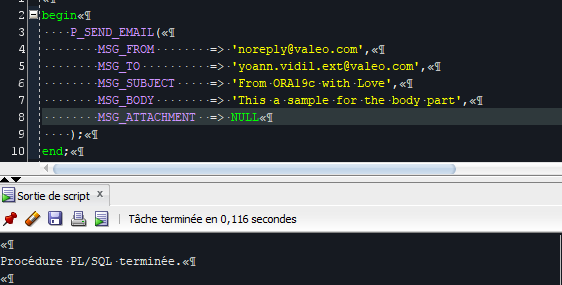 2 begin«¶
3 ····P_SEND_EMAIL(«¶
4 ········MSG_FROM········=>·'noreply@valeo.com',«¶
5 ········MSG_TO··········=>·'yoann.vidil.ext@valeo.com',«¶
6 ········MSG_SUBJECT·····=>·'From·ORA19c·with·Love',«¶
7 ········MSG_BODY········=>·'This·a·sample·for·the·body·part',«¶
8 ········MSG_ATTACHMENT··=>·NULL«¶
9 ····);«¶
10 end;«¶
Sortie de script x
Tâche terminée en 0,116 secondes
«¶
Procédure·PL/SQL·terminée.«¶
«¶